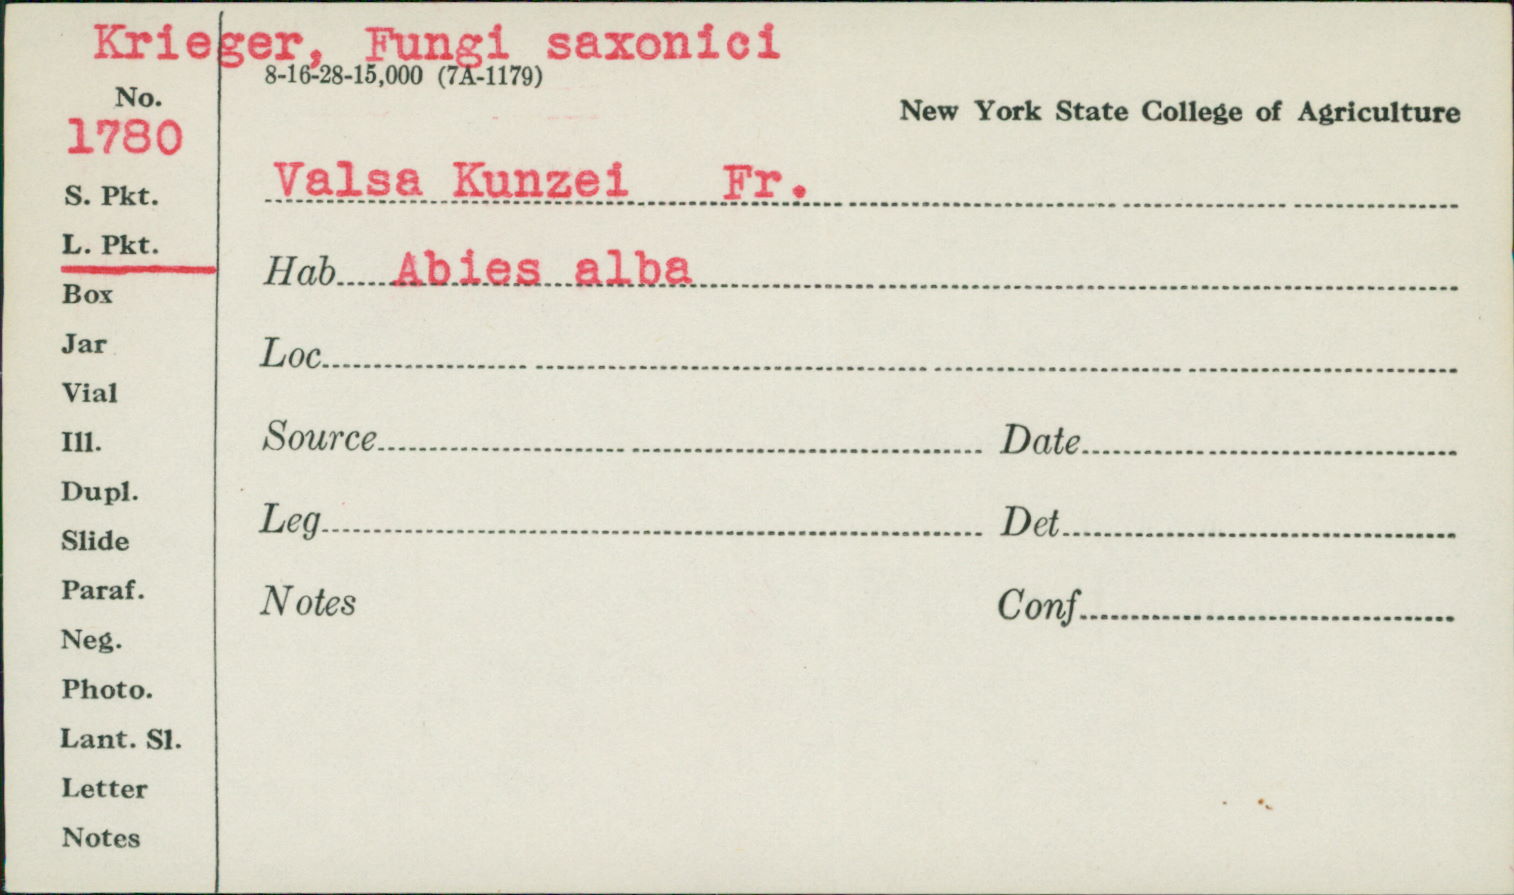 Krieger, Fungi saxonici
8-16-28-15,000 (7A-1179)
No.
1780
New York State College of Agriculture
Valsa Kunzei Fr.
S. Pkt.
L. Pkt.
Hab Abies alba
Box
Jar
Loc
Vial
Ill.
Source Date
Dupl.
Slide
Leg Det
Paraf.
Notes Conf
Neg.
Photo.
Lant. Sl.
Letter
Notes